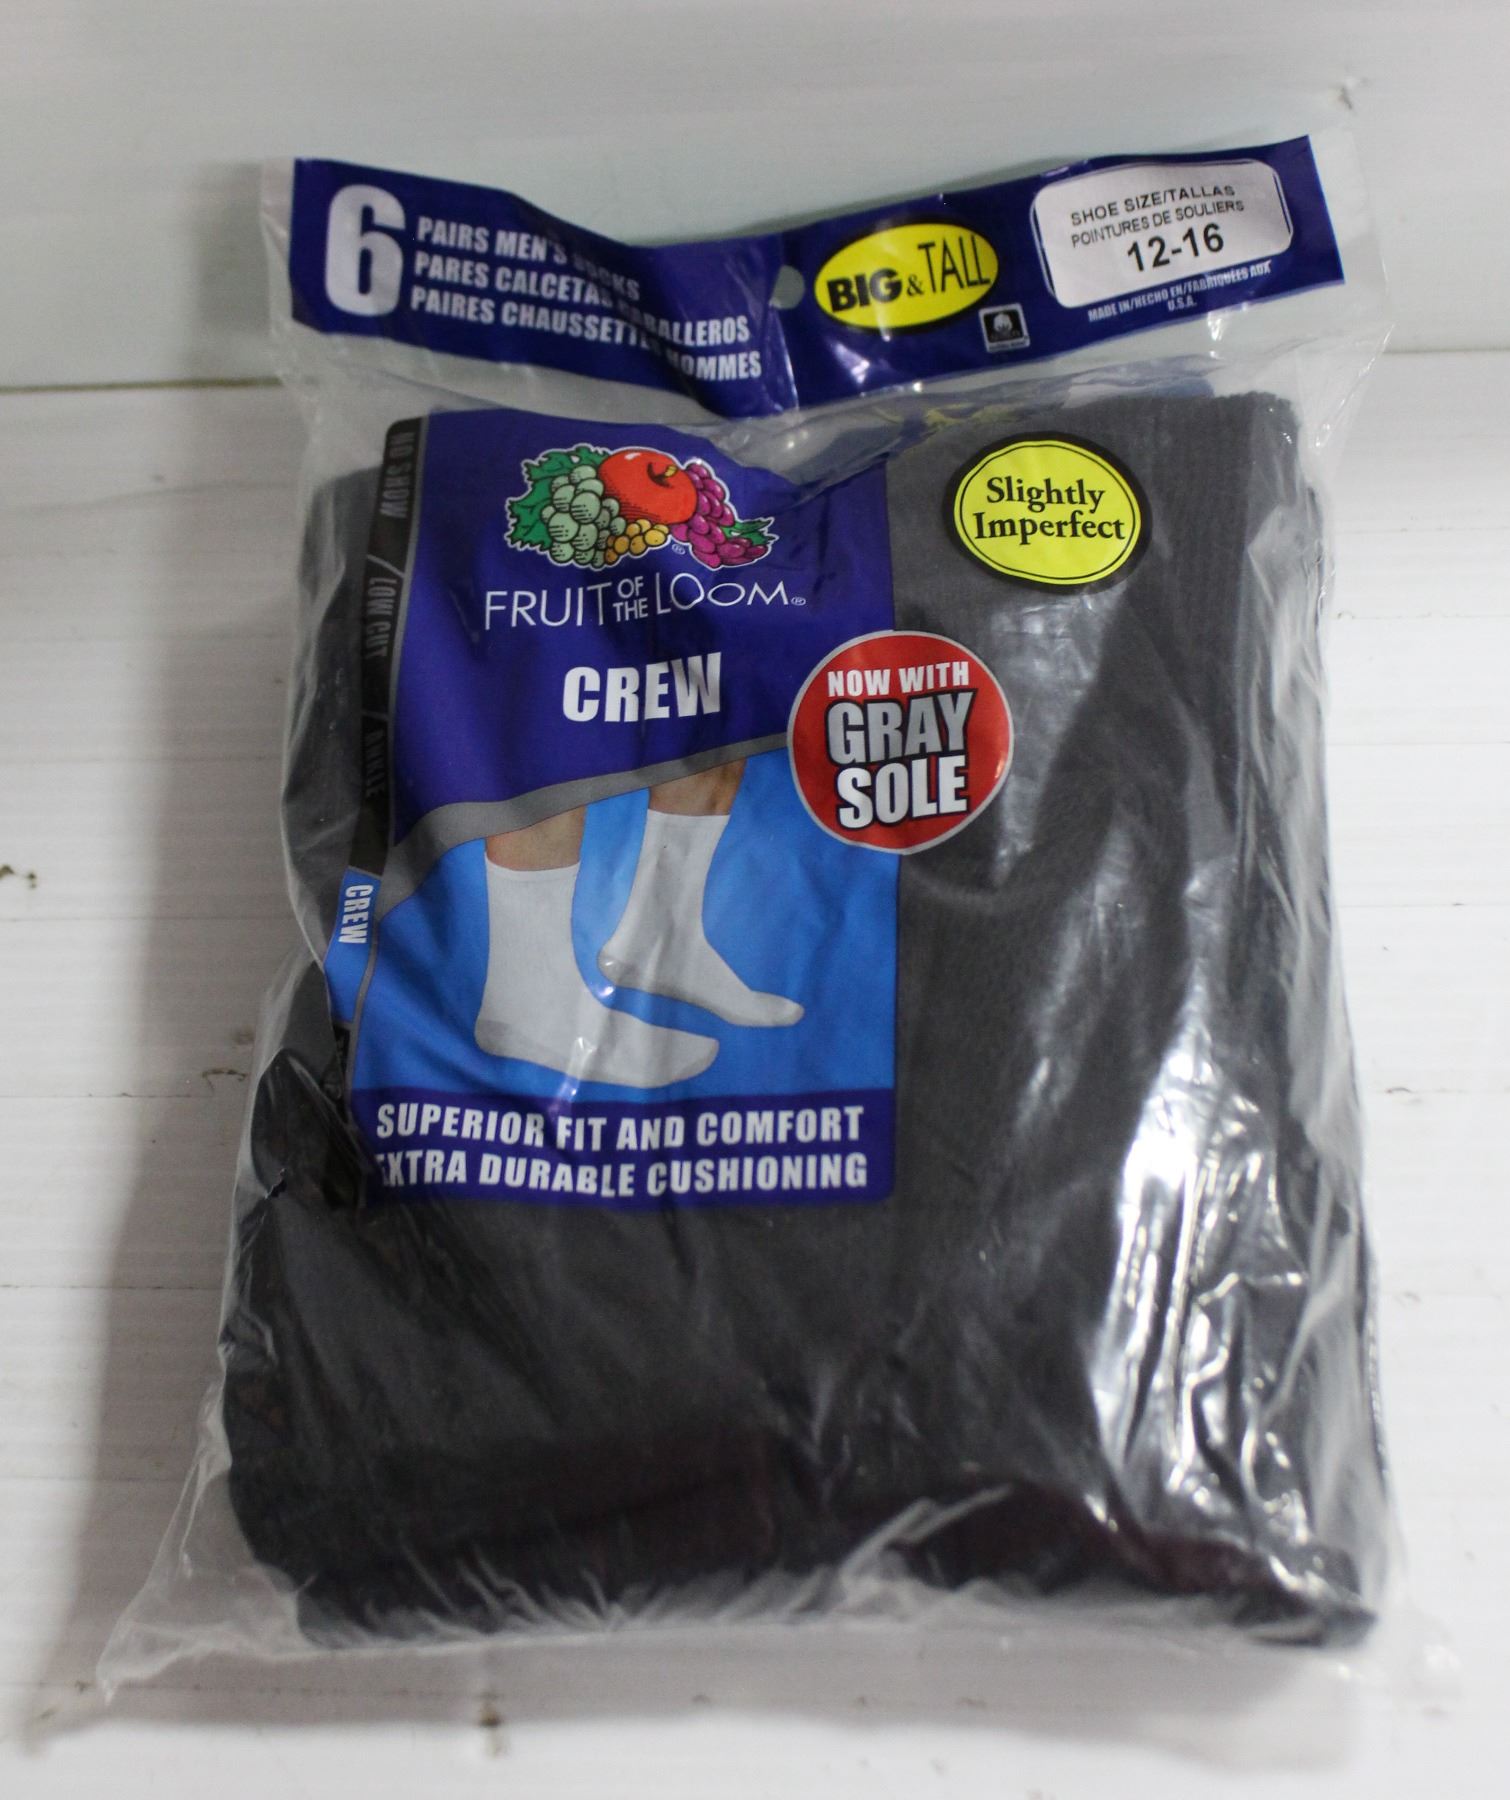 6
PAIRS MEN'S SOCKS
PARES CALCETAS CABALLEROS
PAIRES CHAUSSETTES HOMMES
BIG & TALL
SHOE SIZE/TALLAS
POINTURES DE SOULIERS
12-16
MADE IN/HECHO EN/FABRIQUÉES AUX
U.S.A.
NO SHOW
LOW CUT
ANKLE
CREW
FRUIT OF THE LOOM®
CREW
Slightly
Imperfect
NOW WITH
GRAY
SOLE
SUPERIOR FIT AND COMFORT
EXTRA DURABLE CUSHIONING